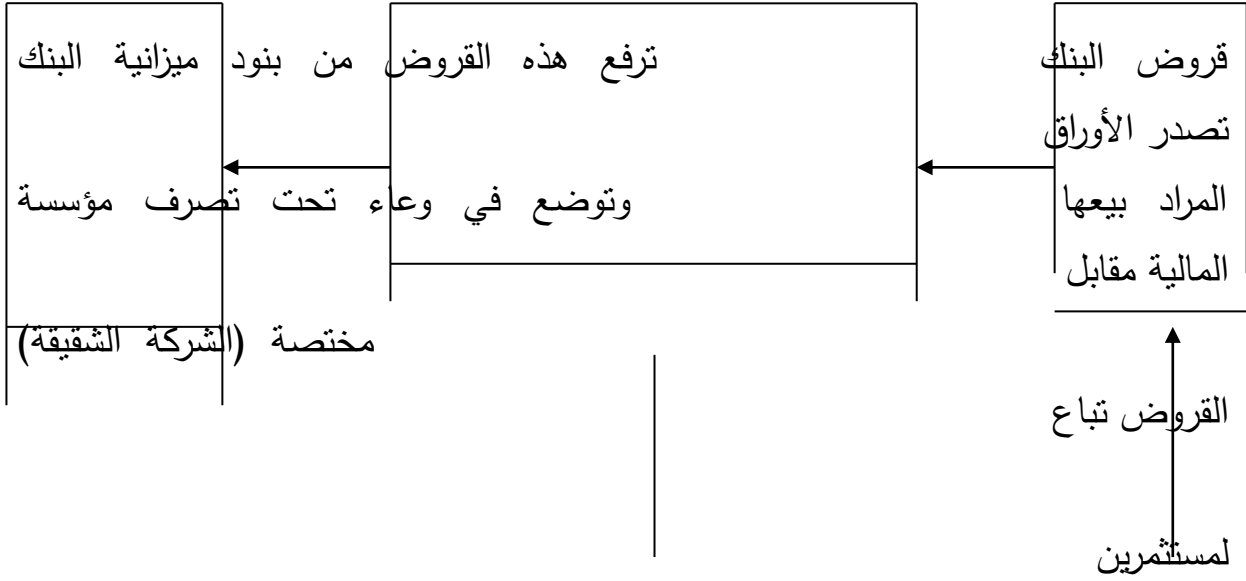 قروض البنك ترفع هذه القروض من بنود ميزانية البنك
تصدر الأوراق
المراد بيعها وتوضع في وعاء تحت تصرف مؤسسة
المالية مقابل
مختصة (الشركة الشقيقة)
القروض تباع
لمستثمرين